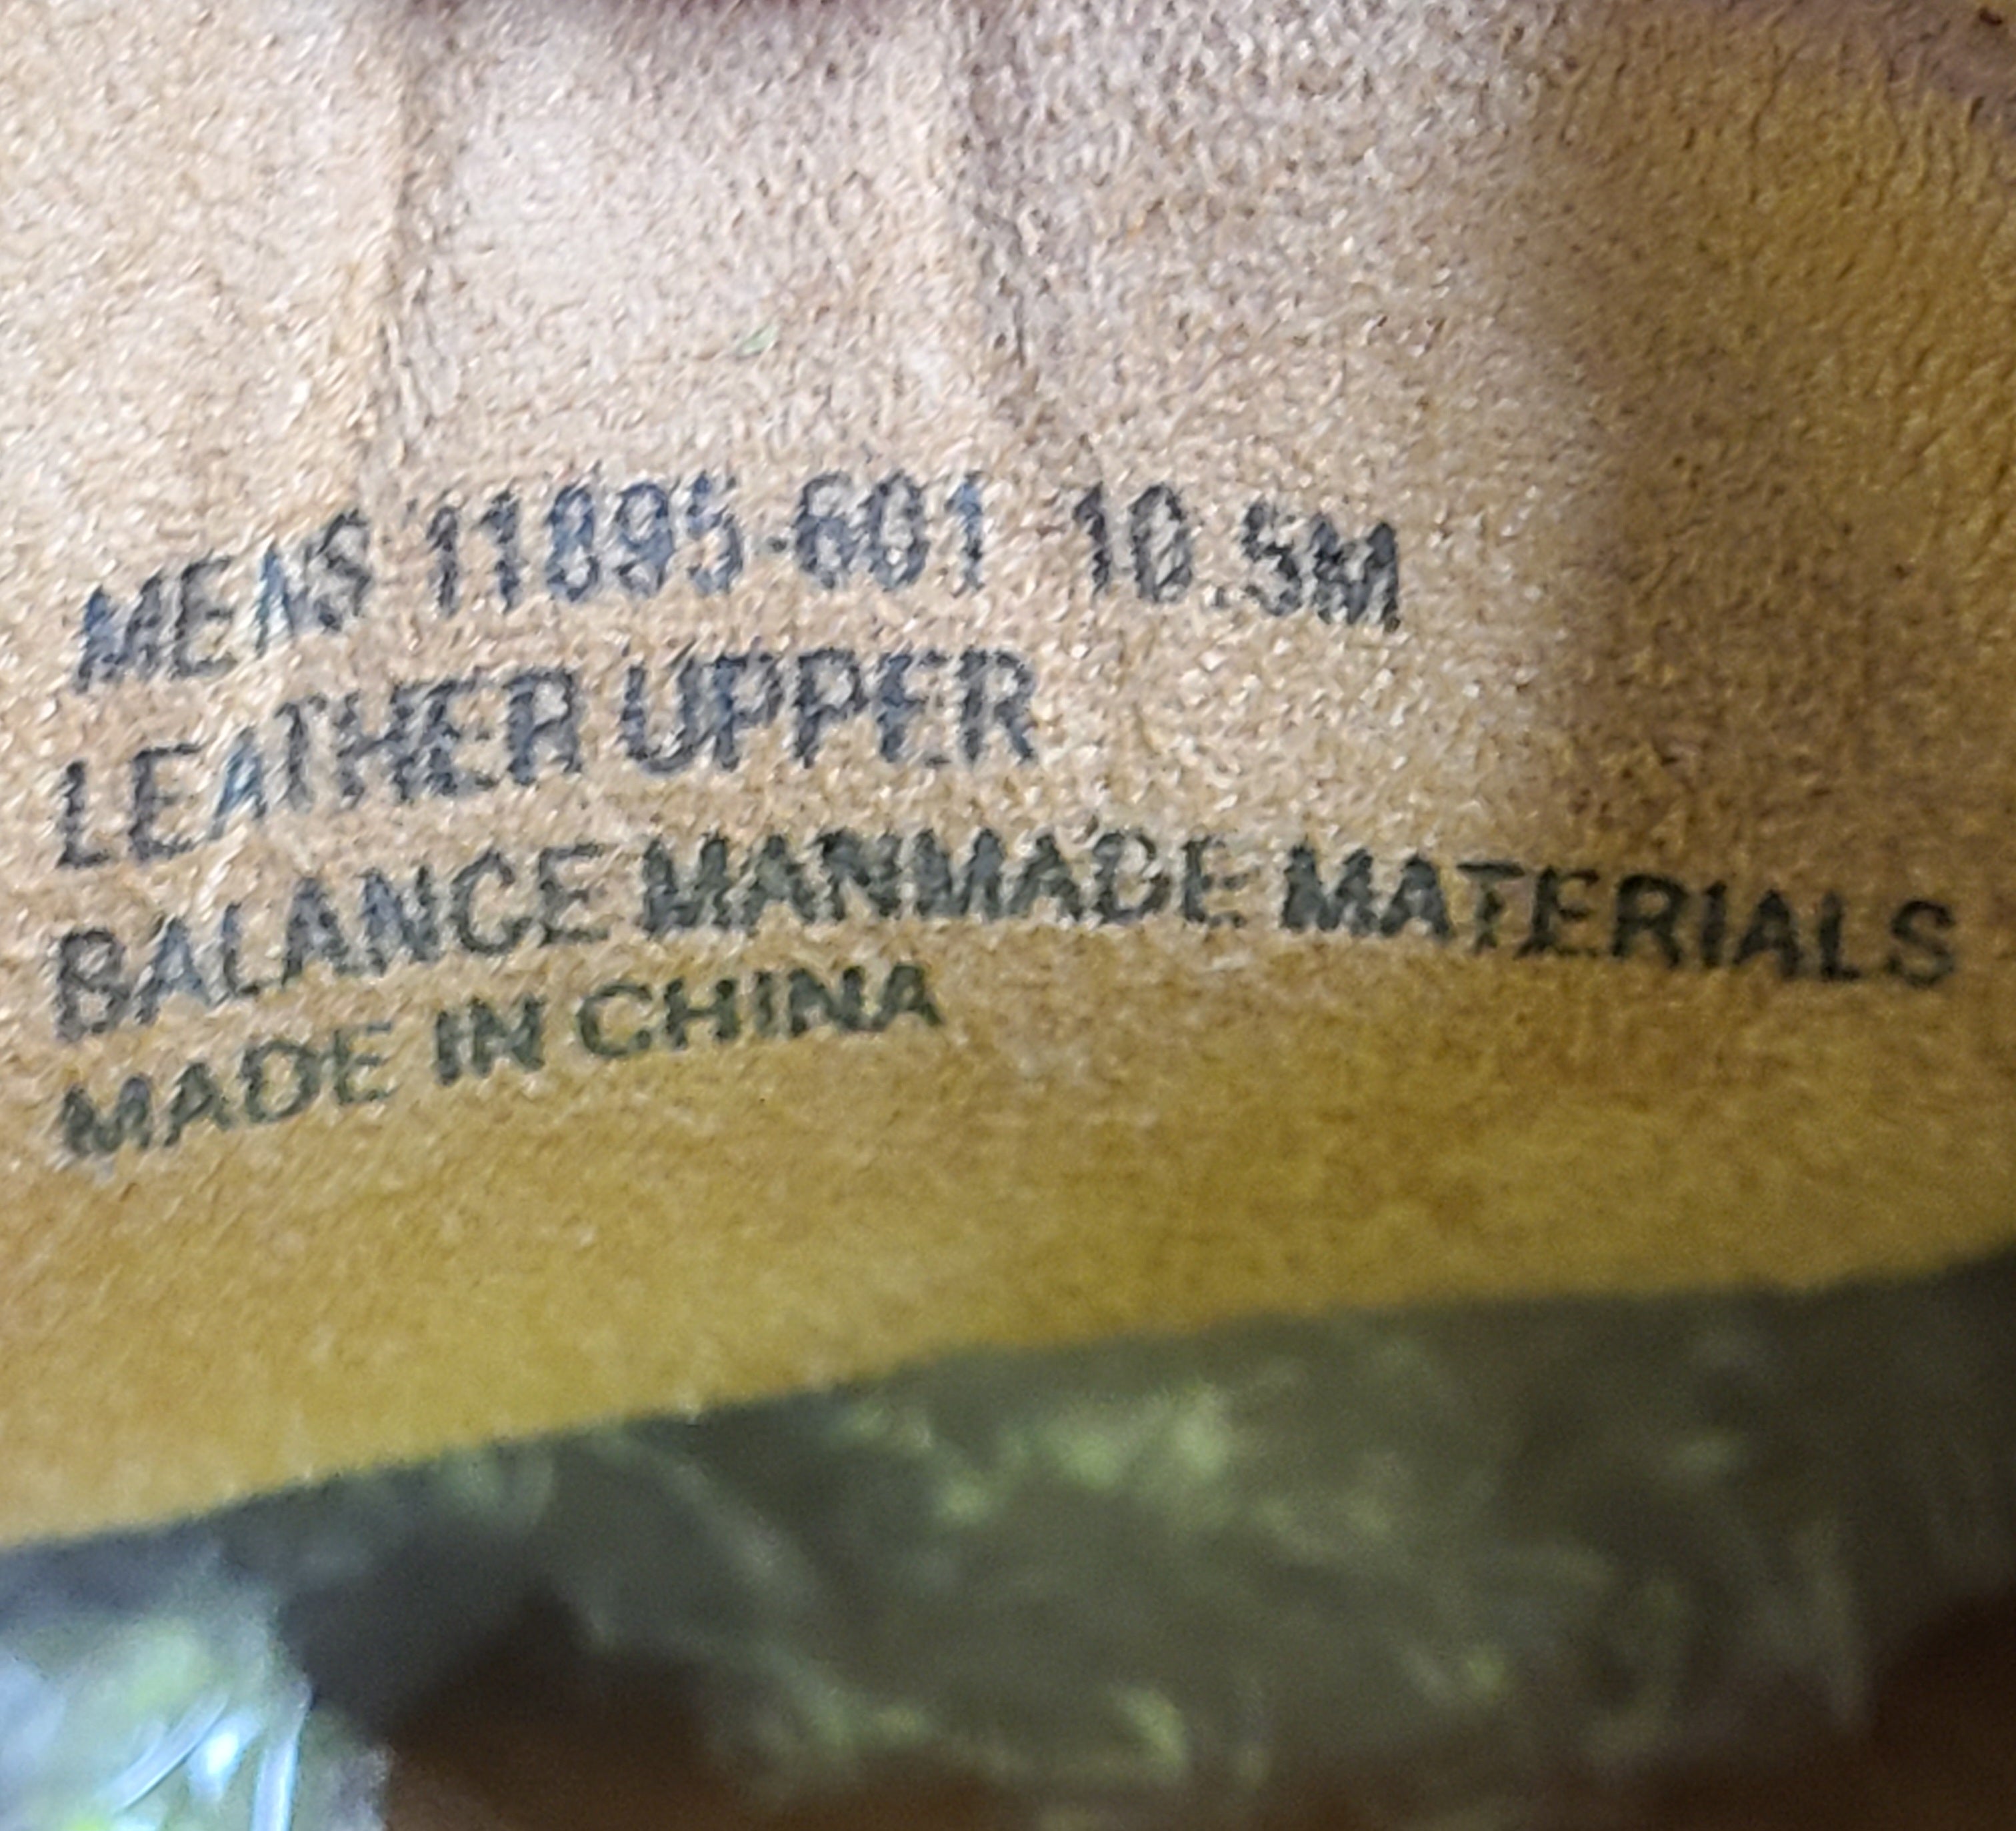 MENS 11895-601 10.5M
LEATHER UPPER
BALANCE MANMADE MATERIALS
MADE IN CHINA